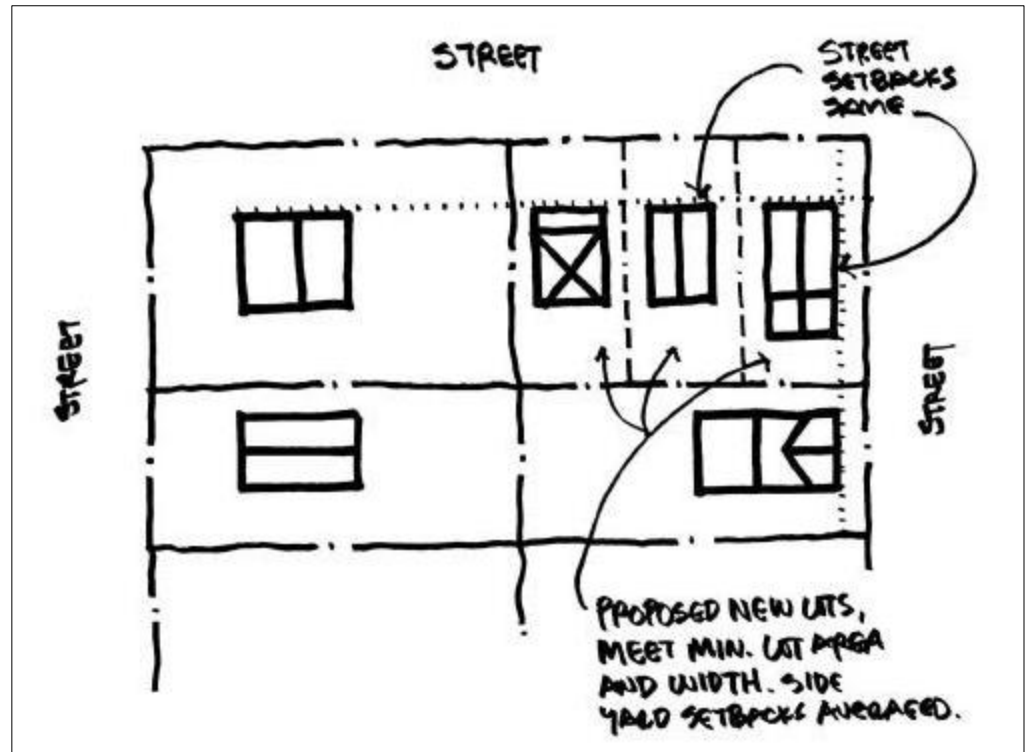 STREET
STREET
SETBACKS
SAME
STREET
STREET
PROPOSED NEW LOTS,
MEET MIN. LOT AREA
AND WIDTH. SIDE
YARD SETBACKS AVERAGED.